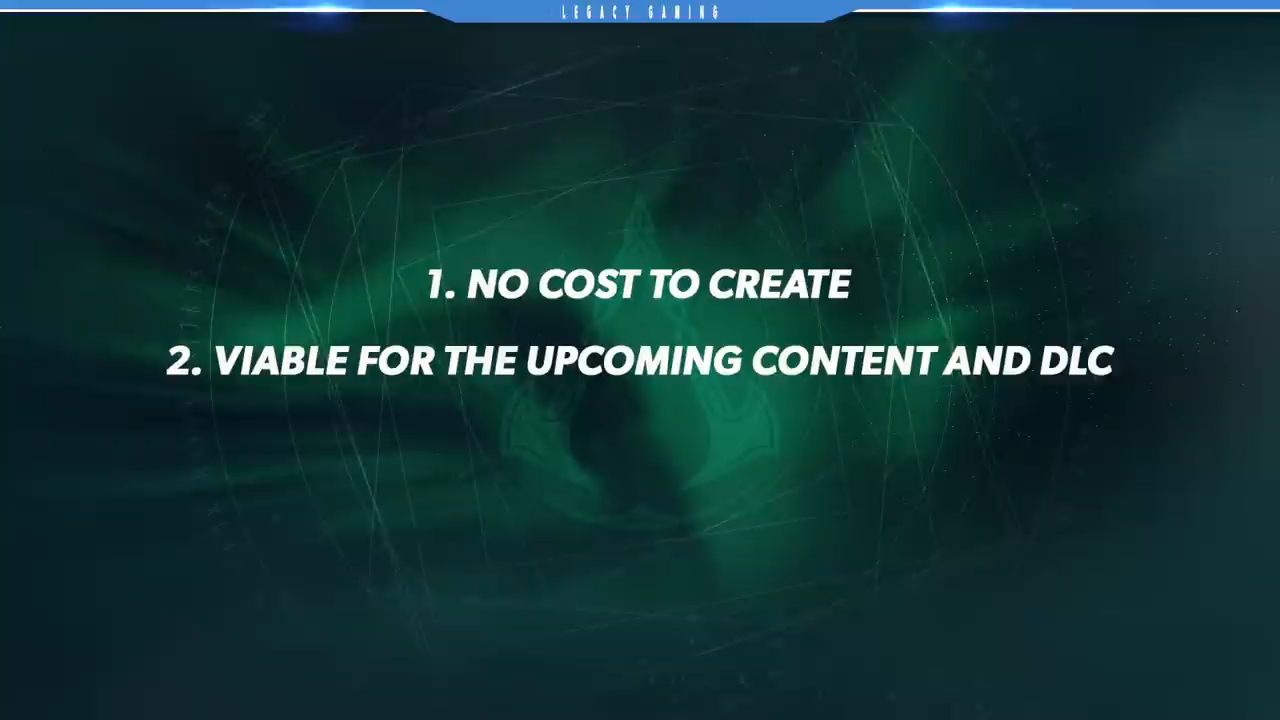 LEGACY GAMING
1. NO COST TO CREATE
2. VIABLE FOR THE UPCOMING CONTENT AND DLC